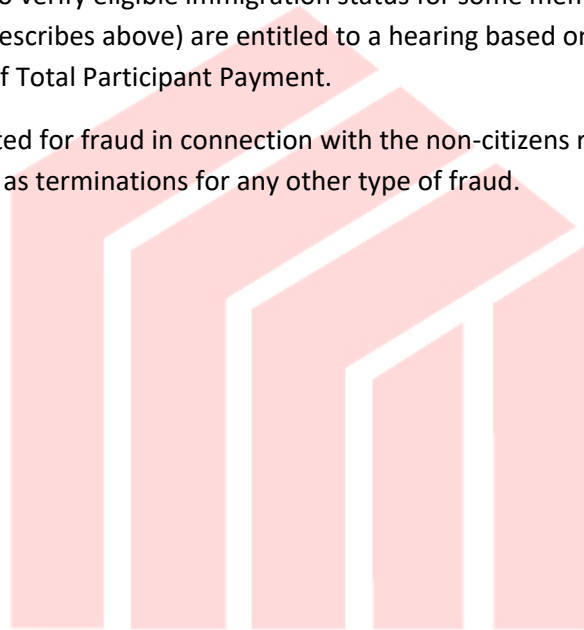 verify eligible immigration status for some mem
escribes above) are entitled to a hearing based or
f Total Participant Payment.
ted for fraud in connection with the non-citizens r
as terminations for any other type of fraud.